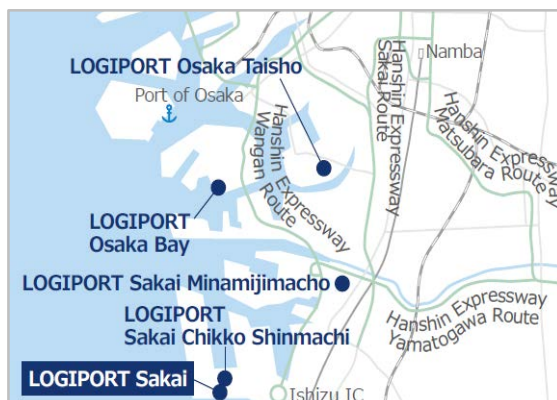 LOGIPORT Osaka Taisho
Port of Osaka
Namba
Hanshin Expressway
Sakai Route
Hanshin Expressway
Matsubara Route
Hanshin Expressway
Wangan Route
LOGIPORT
Osaka Bay
LOGIPORT Sakai Minamijimacho
LOGIPORT
Sakai Chikko Shinmachi
Hanshin Expressway
Yamatogawa Route
LOGIPORT Sakai
Ishizu IC